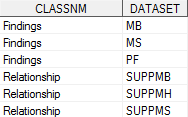 CLASSNM DATASET
Findings MB
Findings MS
Findings PF
Relationship SUPPMB
Relationship SUPPMH
Relationship SUPPMS